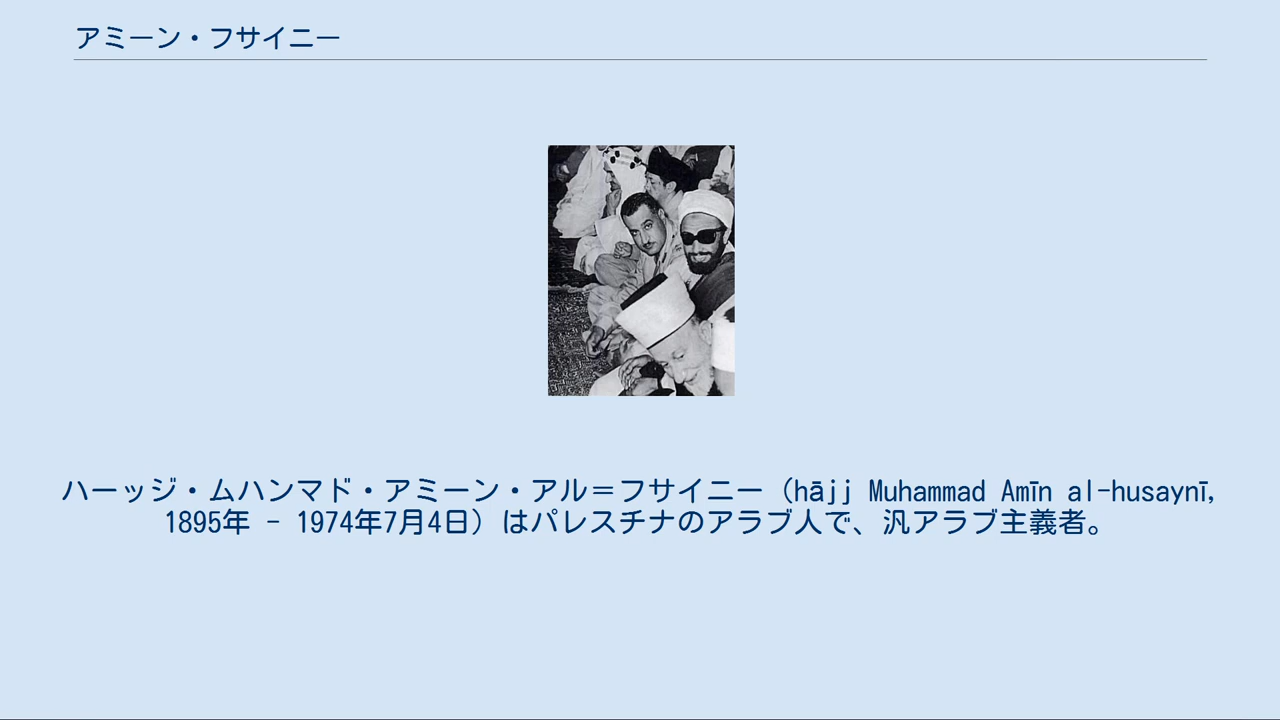 アミーン・フサイニー
ハーッジ・ムハンマド・アミーン・アル＝フサイニー（hājj Muhammad Amīn al-husaynī,
1895年 - 1974年7月4日）はパレスチナのアラブ人で、汎アラブ主義者。